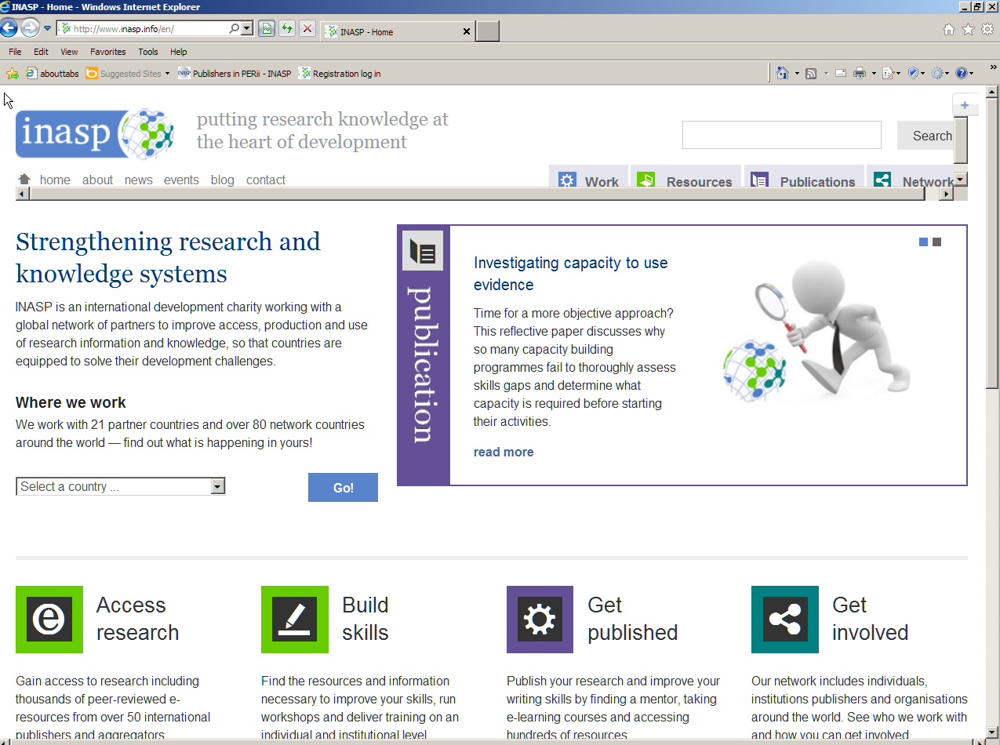 INASP - Home - Windows Internet Explorer
http://www.inasp.info/en/
INASP - Home
File Edit View Favorites Tools Help
abouttabs Suggested Sites Publishers in PERii - INASP Registration log in
inasp
putting research knowledge at
the heart of development
Search
home about news events blog contact
Work Resources Publications Network
Strengthening research and
knowledge systems
INASP is an international development charity working with a
global network of partners to improve access, production and use
of research information and knowledge, so that countries are
equipped to solve their development challenges.
Where we work
We work with 21 partner countries and over 80 network countries
around the world — find out what is happening in yours!
Select a country ...
Go!
publication
Investigating capacity to use
evidence
Time for a more objective approach?
This reflective paper discusses why
so many capacity building
programmes fail to thoroughly assess
skills gaps and determine what
capacity is required before starting
their activities.
read more
Access
research
Gain access to research including
thousands of peer-reviewed e-
resources from over 50 international
publishers and aggregators
Build
skills
Find the resources and information
necessary to improve your skills, run
workshops and deliver training on an
individual and institutional level
Get
published
Publish your research and improve your
writing skills by finding a mentor, taking
e-learning courses and accessing
hundreds of resources
Get
involved
Our network includes individuals,
institutions publishers and organisations
around the world. See who we work with
and how you can get involved